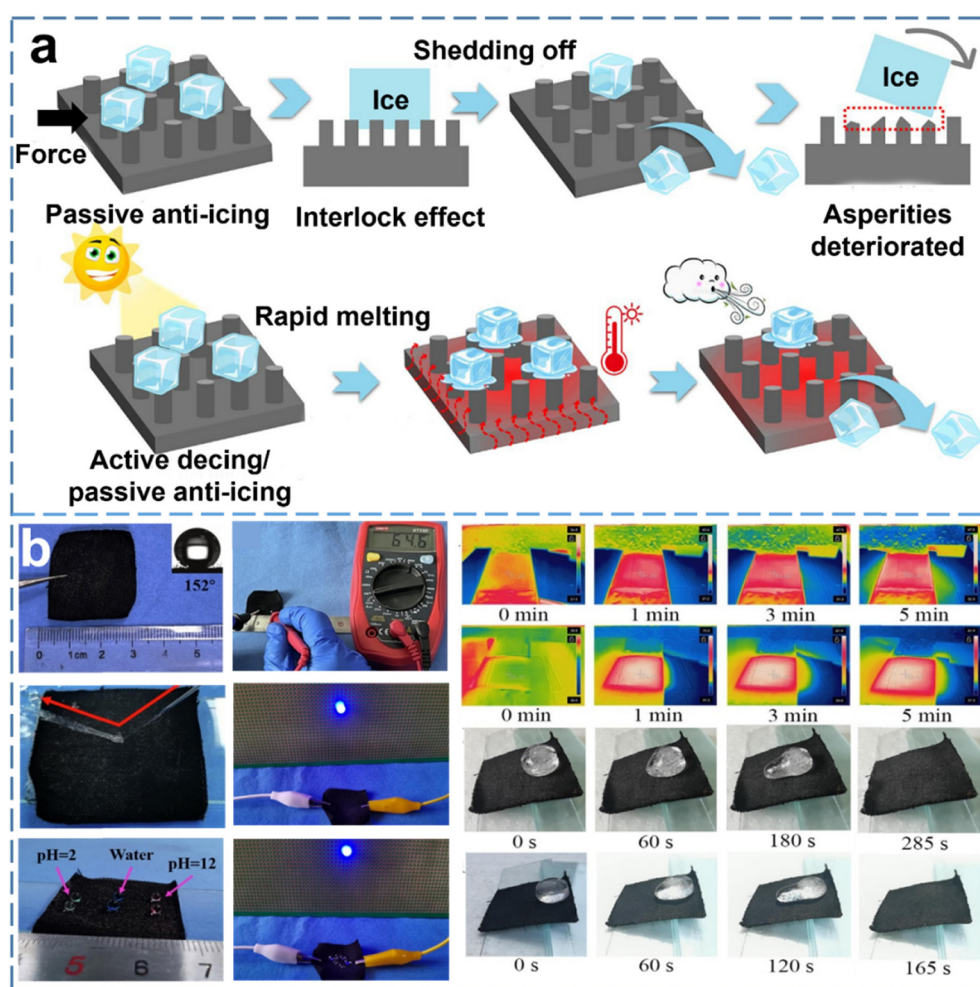 a
Force
Passive anti-icing
Ice
Interlock effect
Shedding off
Ice
Asperities
deteriorated
Rapid melting
Active decing/
passive anti-icing
b
152°
0 1cm 2 3 4 5
64.6
0 min
1 min
3 min
5 min
0 min
1 min
3 min
5 min
0 s
60 s
180 s
285 s
pH=2
Water
pH=12
5 6 7
0 s
60 s
120 s
165 s